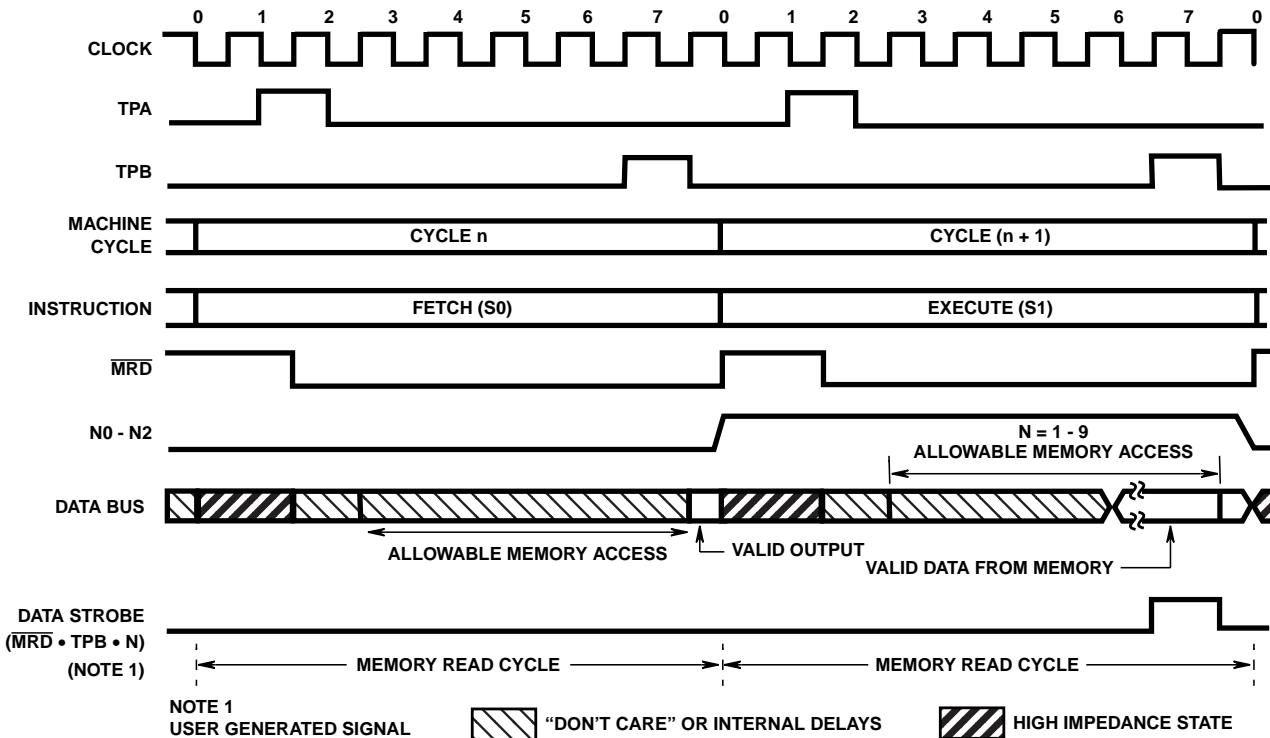 0 1 2 3 4 5 6 7 0 1 2 3 4 5 6 7 0
CLOCK
TPA
TPB
MACHINE
CYCLE
CYCLE n
CYCLE (n + 1)
INSTRUCTION
FETCH (S0)
EXECUTE (S1)
MRD
N0 - N2
N = 1 - 9
ALLOWABLE MEMORY ACCESS
DATA BUS
ALLOWABLE MEMORY ACCESS
VALID OUTPUT
VALID DATA FROM MEMORY
DATA STROBE
(MRD • TPB • N)
(NOTE 1)
MEMORY READ CYCLE
MEMORY READ CYCLE
NOTE 1
USER GENERATED SIGNAL
“DON’T CARE” OR INTERNAL DELAYS
HIGH IMPEDANCE STATE